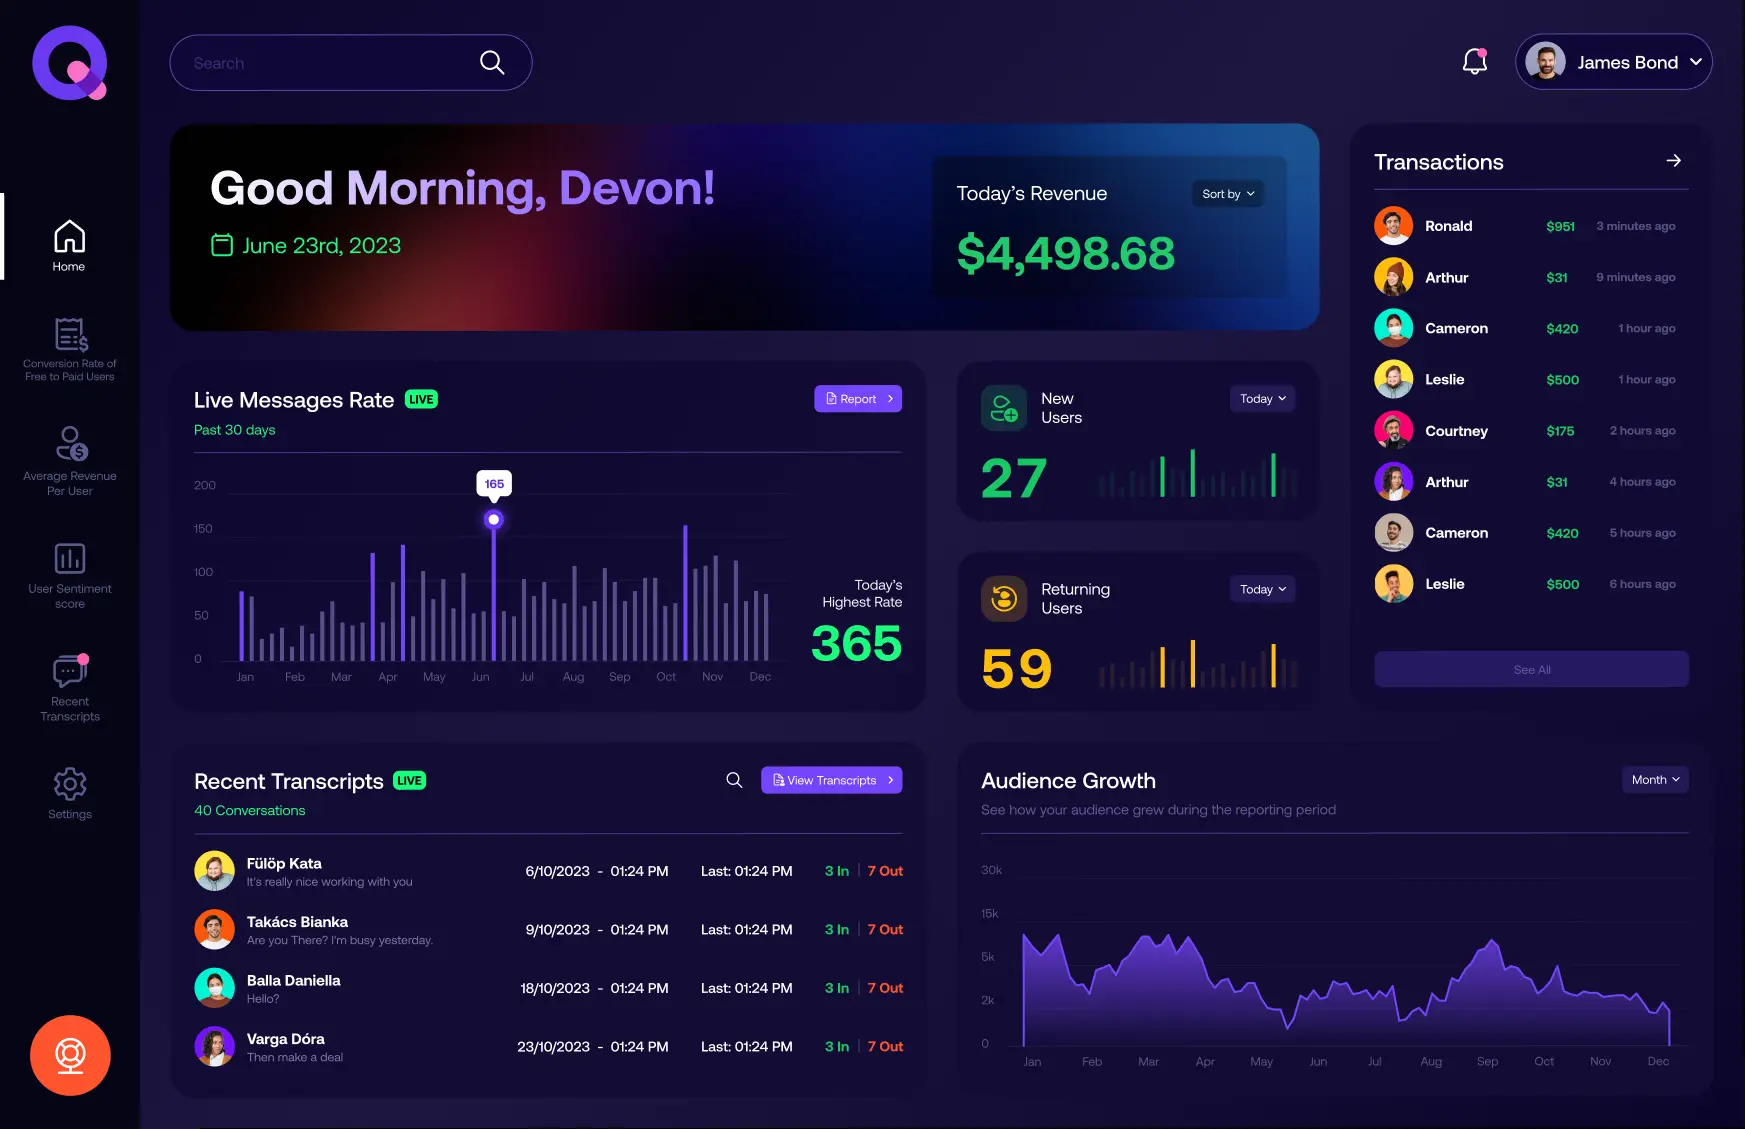 Search
James Bond
Good Morning, Devon!
June 23rd, 2023
Today's Revenue
Sort by
$4,498.68
Transactions
Ronald $951 3 minutes ago
Arthur $31 9 minutes ago
Cameron $420 1 hour ago
Leslie $500 1 hour ago
Courtney $175 2 hours ago
Arthur $31 4 hours ago
Cameron $420 5 hours ago
Leslie $500 6 hours ago
See All
Home
Conversion Rate of
Free to Paid Users
Average Revenue
Per User
User Sentiment
score
Recent
Transcripts
Settings
Live Messages Rate LIVE
Report
Past 30 days
165
200
150
100
50
0
Jan Feb Mar Apr May Jun Jul Aug Sep Oct Nov Dec
Today's
Highest Rate
365
New
Users
Today
27
Returning
Users
Today
59
Recent Transcripts LIVE
View Transcripts
40 Conversations
Fülöp Kata
It's really nice working with you
6/10/2023 - 01:24 PM Last: 01:24 PM 3 In 7 Out
Takács Bianka
Are you There? I'm busy yesterday.
9/10/2023 - 01:24 PM Last: 01:24 PM 3 In 7 Out
Balla Daniella
Hello?
18/10/2023 - 01:24 PM Last: 01:24 PM 3 In 7 Out
Varga Dóra
Then make a deal
23/10/2023 - 01:24 PM Last: 01:24 PM 3 In 7 Out
Audience Growth
Month
See how your audience grew during the reporting period
30k
15k
5k
2k
0
Jan Feb Mar Apr May Jun Jul Aug Sep Oct Nov Dec